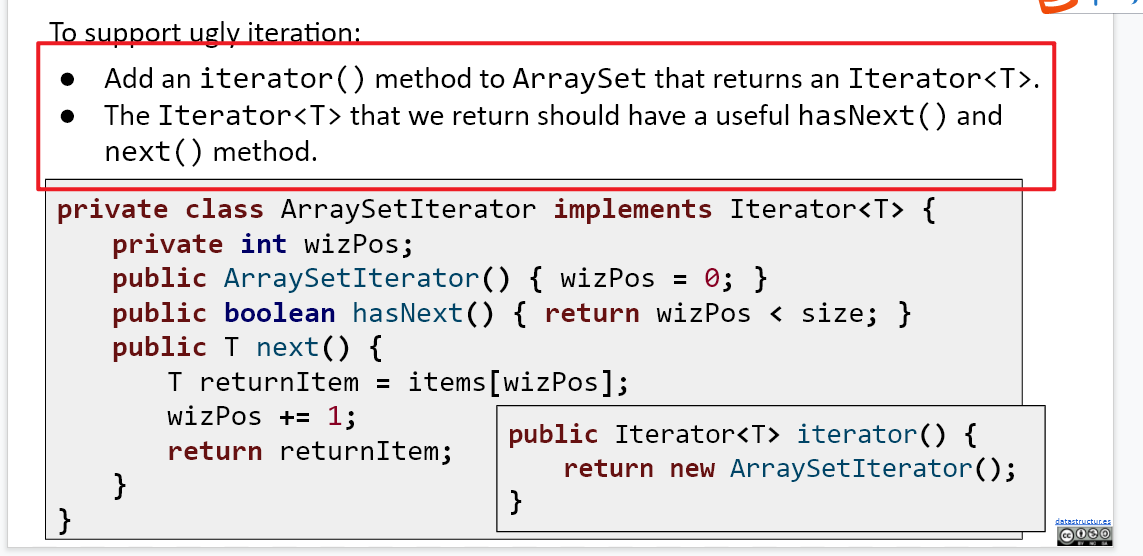 To support ugly iteration:
● Add an iterator() method to ArraySet that returns an Iterator<T>.
● The Iterator<T> that we return should have a useful hasNext() and
next() method.
private class ArraySetIterator implements Iterator<T> {
private int wizPos;
public ArraySetIterator() { wizPos = 0; }
public boolean hasNext() { return wizPos < size; }
public T next() {
T returnItem = items[wizPos];
wizPos += 1;
return returnItem;
}
}
public Iterator<T> iterator() {
return new ArraySetIterator();
}
datastructur.es